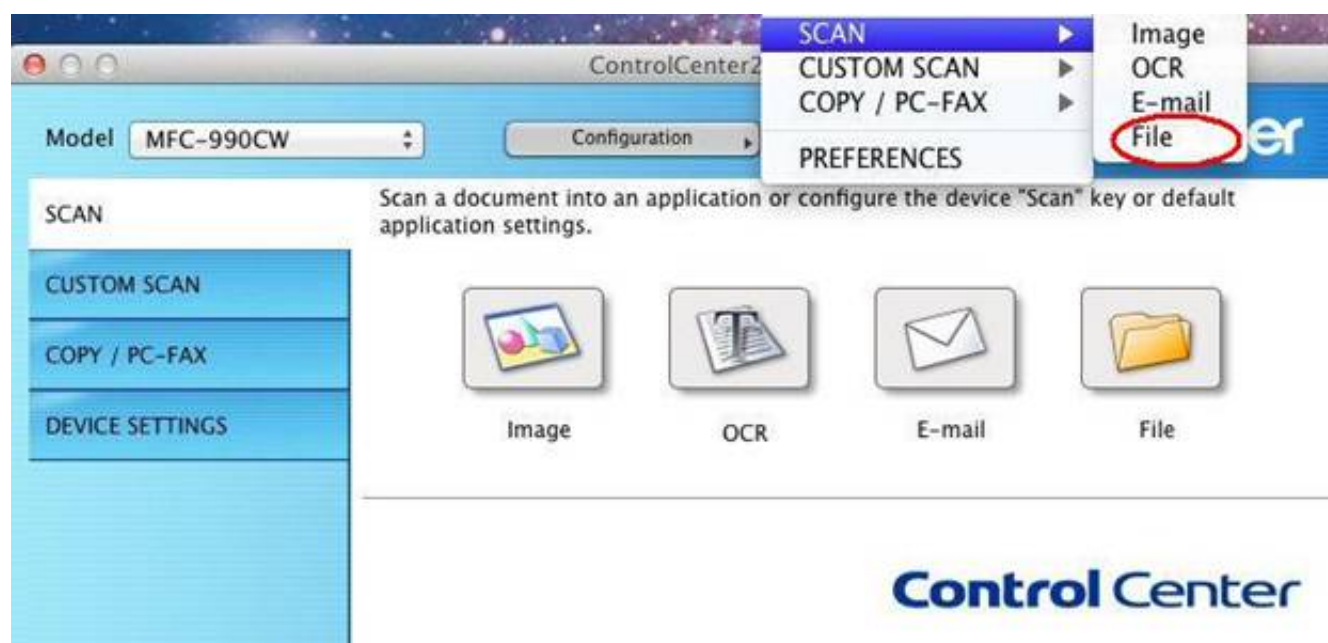 SCAN
Image
ControlCenter2
CUSTOM SCAN
OCR
COPY / PC-FAX
E-mail
Model
MFC-990CW
Configuration
File
er
PREFERENCES
SCAN
Scan a document into an application or configure the device "Scan" key or default
application settings.
CUSTOM SCAN
COPY / PC-FAX
DEVICE SETTINGS
Image
OCR
E-mail
File
Control Center